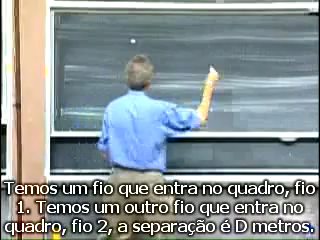 Temos um fio que entra no quadro, fio
1. Temos um outro fio que entra no
quadro, fio 2, a separação é D metros.